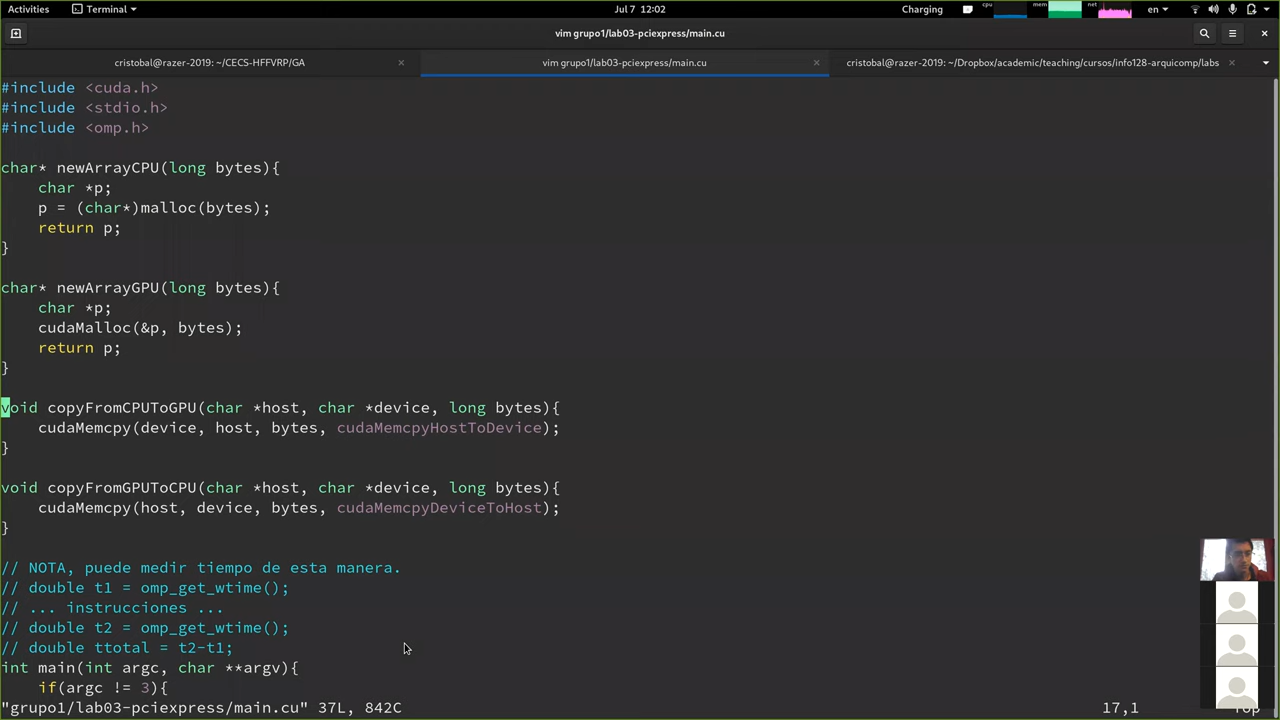 Activities Terminal Jul 7 12:02 Charging cpu mem net en
vim grupo1/lab03-pciexpress/main.cu
cristobal@razer-2019: ~/CECS-HFFVRP/GA vim grupo1/lab03-pciexpress/main.cu cristobal@razer-2019: ~/Dropbox/academic/teaching/cursos/info128-arquicomp/labs
#include <cuda.h>
#include <stdio.h>
#include <omp.h>
char* newArrayCPU(long bytes){
    char *p;
    p = (char*)malloc(bytes);
    return p;
}
char* newArrayGPU(long bytes){
    char *p;
    cudaMalloc(&p, bytes);
    return p;
}
void copyFromCPUToGPU(char *host, char *device, long bytes){
    cudaMemcpy(device, host, bytes, cudaMemcpyHostToDevice);
}
void copyFromGPUToCPU(char *host, char *device, long bytes){
    cudaMemcpy(host, device, bytes, cudaMemcpyDeviceToHost);
}
// NOTA, puede medir tiempo de esta manera.
// double t1 = omp_get_wtime();
// ... instrucciones ...
// double t2 = omp_get_wtime();
// double ttotal = t2-t1;
int main(int argc, char **argv){
    if(argc != 3){
"grupo1/lab03-pciexpress/main.cu" 37L, 842C 17,1 Top